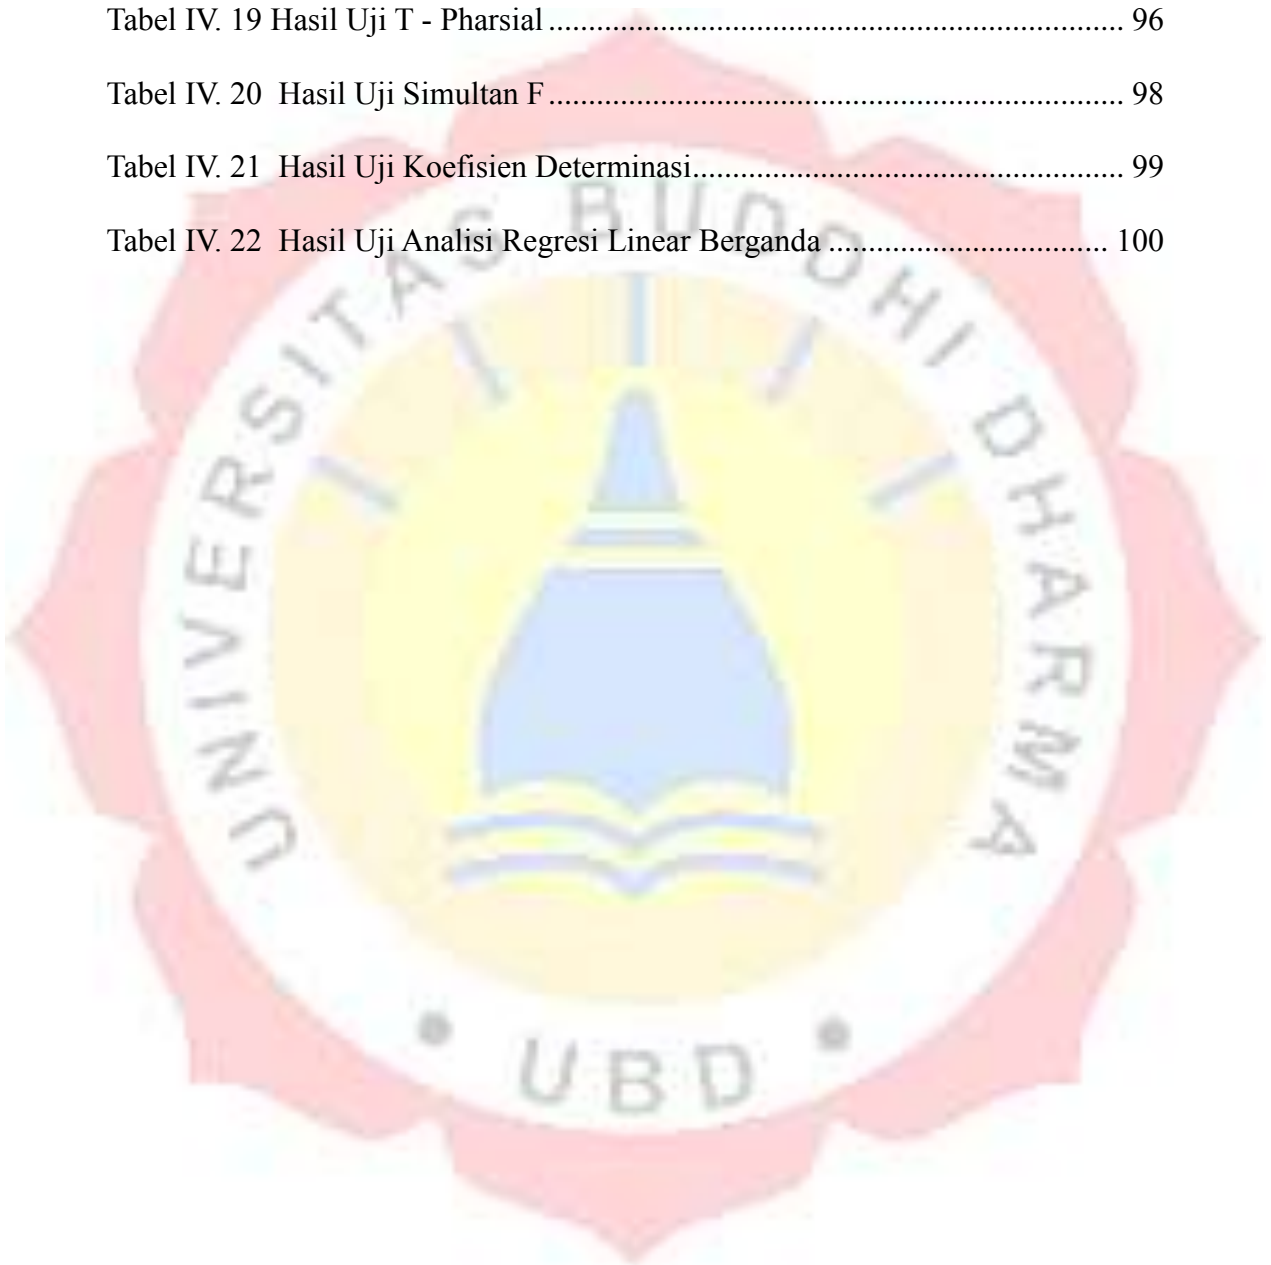 Tabel IV. 19 Hasil Uji T - Pharsial ........................................................................ 96
Tabel IV. 20  Hasil Uji Simultan F ........................................................................ 98
Tabel IV. 21  Hasil Uji Koefisien Determinasi...................................................... 99
Tabel IV. 22  Hasil Uji Analisi Regresi Linear Berganda ................................... 100
UNIVERSITAS BUDDHI DHARMA
• UBD •